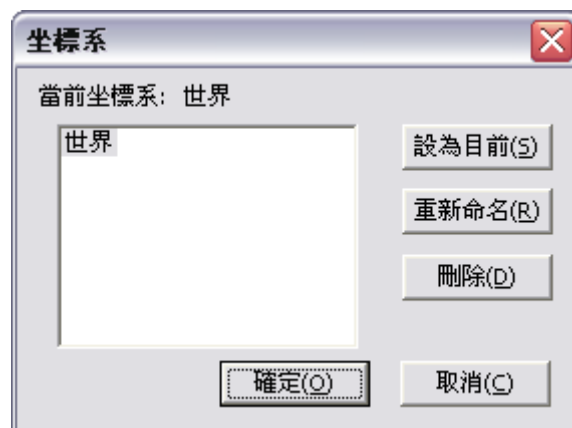 坐標系
當前坐標系: 世界
世界
設為目前(S)
重新命名(R)
刪除(D)
確定(O)
取消(C)